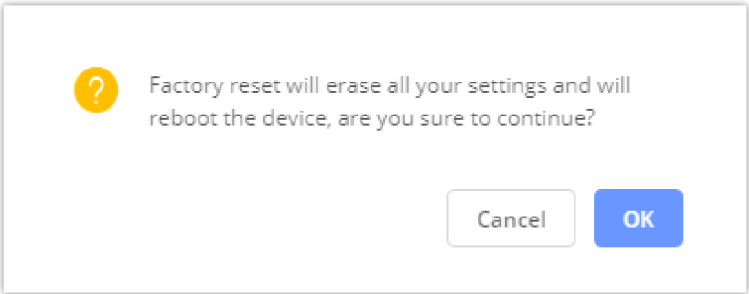 ?
Factory reset will erase all your settings and will
reboot the device, are you sure to continue?
Cancel
OK